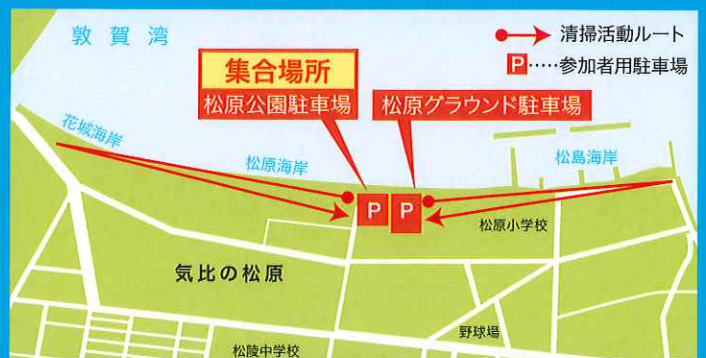 敦賀湾
清掃活動ルート
P……参加者用駐車場
集合場所
松原公園駐車場
松原グラウンド駐車場
花城海岸
松原海岸
松島海岸
P
P
松原小学校
気比の松原
野球場
松陵中学校